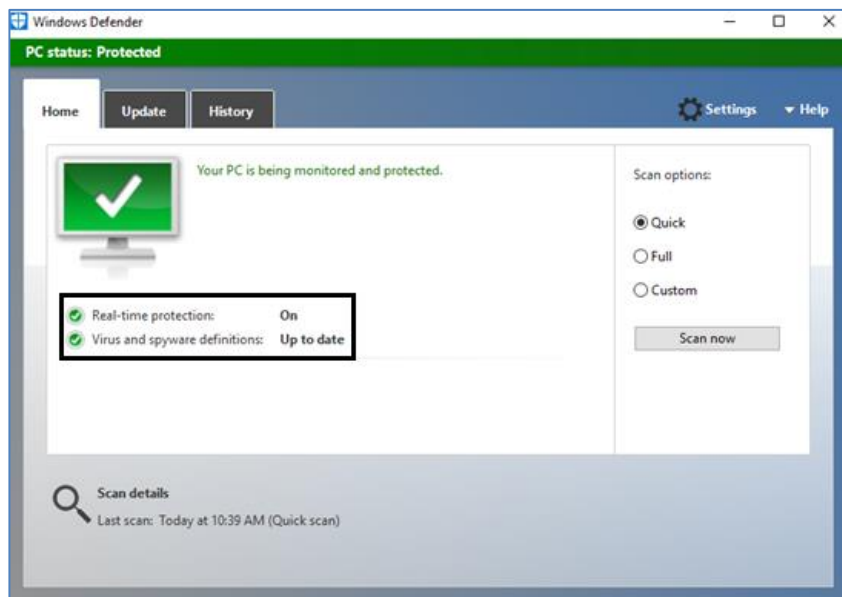 Windows Defender
PC status: Protected
Home
Update
History
Settings
Help
Your PC is being monitored and protected.
Real-time protection: On
Virus and spyware definitions: Up to date
Scan options:
Quick
Full
Custom
Scan now
Scan details
Last scan: Today at 10:39 AM (Quick scan)